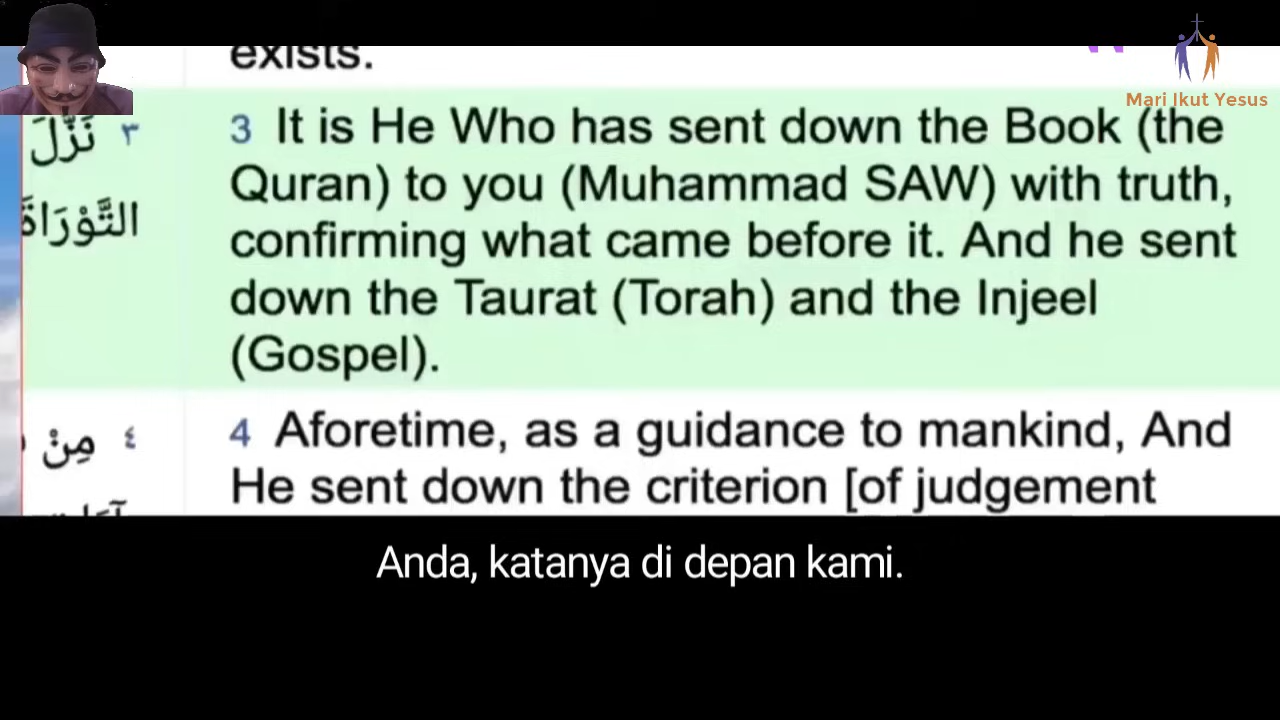 exists.
Mari Ikut Yesus
3 It is He Who has sent down the Book (the
٣ نَزَّلَ
Quran) to you (Muhammad SAW) with truth,
التَّوْرَاةَ
confirming what came before it. And he sent
down the Taurat (Torah) and the Injeel
(Gospel).
4 Aforetime, as a guidance to mankind, And
٤ مِنْ
He sent down the criterion [of judgement
Anda, katanya di depan kami.